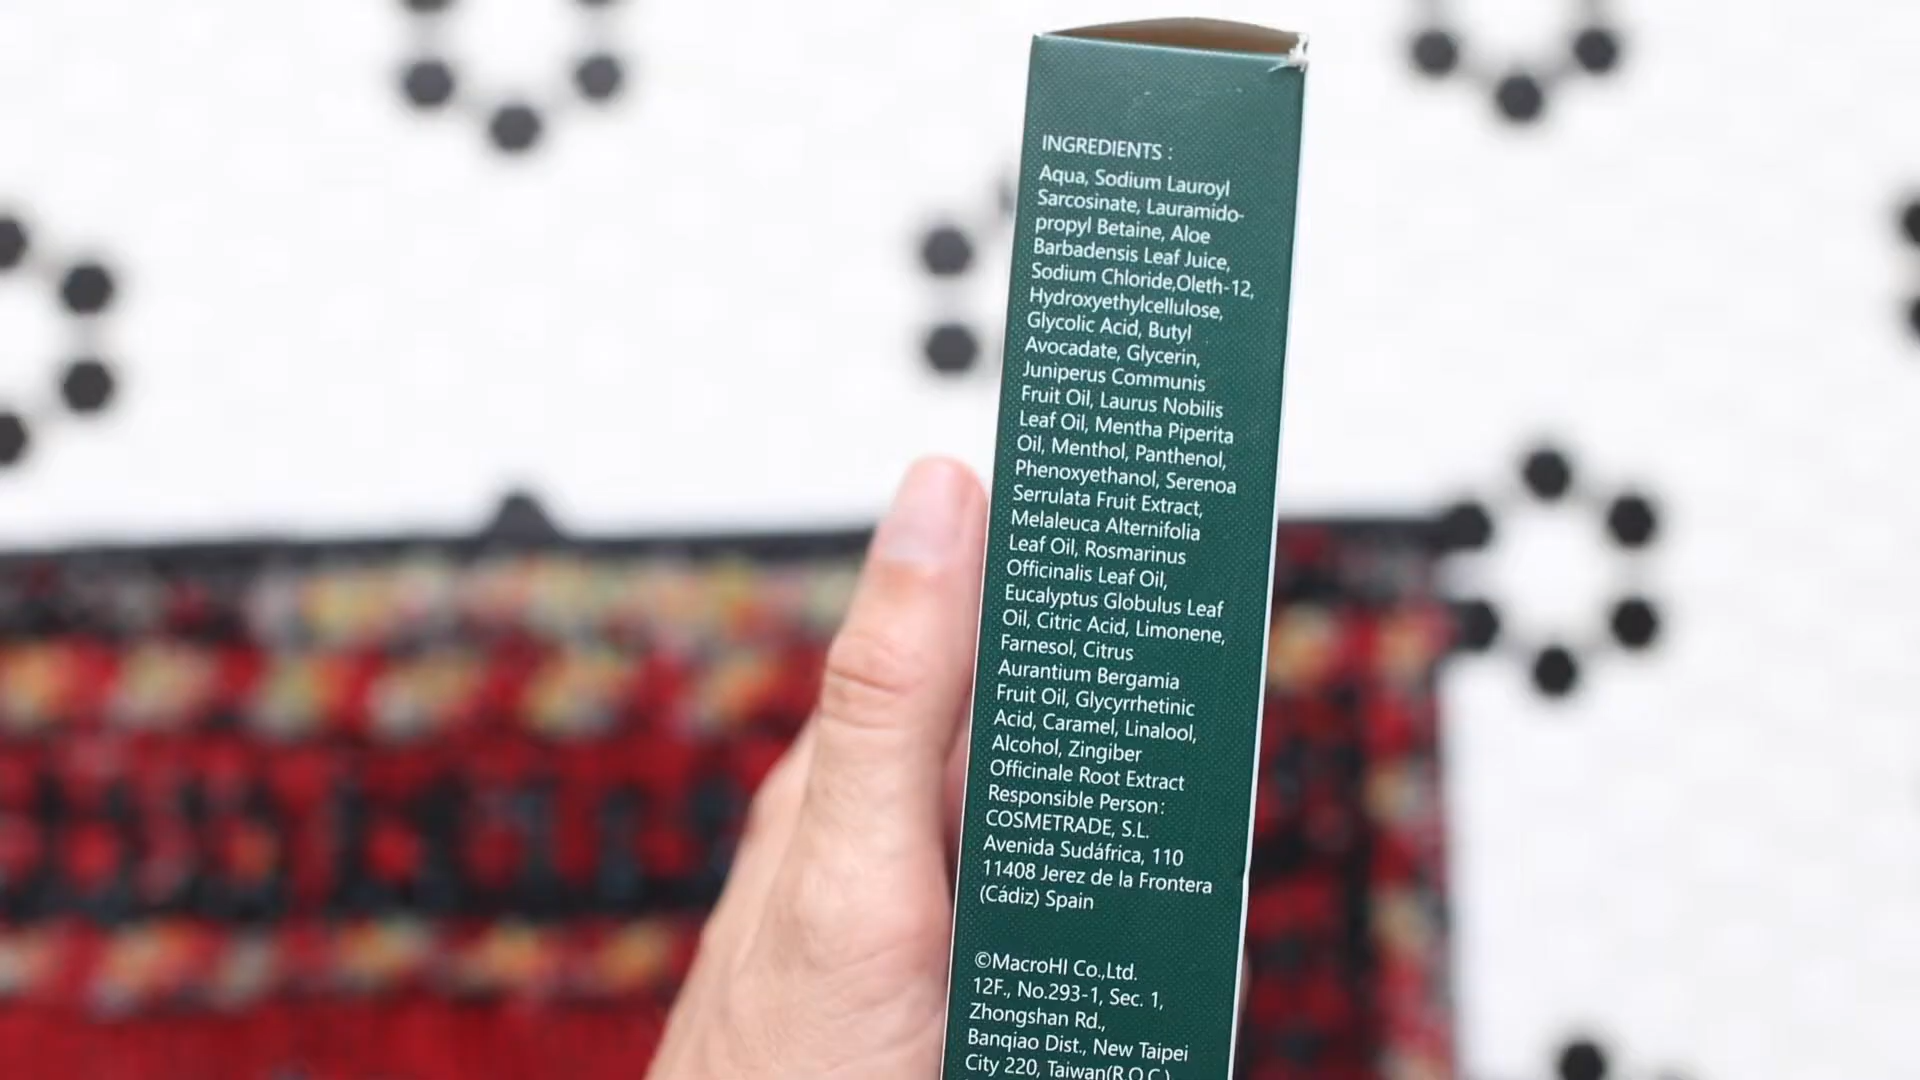 INGREDIENTS :
Aqua, Sodium Lauroyl
Sarcosinate, Lauramido-
propyl Betaine, Aloe
Barbadensis Leaf Juice,
Sodium Chloride,Oleth-12,
Hydroxyethylcellulose,
Glycolic Acid, Butyl
Avocadate, Glycerin,
Juniperus Communis
Fruit Oil, Laurus Nobilis
Leaf Oil, Mentha Piperita
Oil, Menthol, Panthenol,
Phenoxyethanol, Serenoa
Serrulata Fruit Extract,
Melaleuca Alternifolia
Leaf Oil, Rosmarinus
Officinalis Leaf Oil,
Eucalyptus Globulus Leaf
Oil, Citric Acid, Limonene,
Farnesol, Citrus
Aurantium Bergamia
Fruit Oil, Glycyrrhetinic
Acid, Caramel, Linalool,
Alcohol, Zingiber
Officinale Root Extract
Responsible Person:
COSMETRADE, S.L.
Avenida Sudáfrica, 110
11408 Jerez de la Frontera
(Cádiz) Spain
©MacroHI Co.,Ltd.
12F., No.293-1, Sec. 1,
Zhongshan Rd.,
Banqiao Dist., New Taipei
City 220, Taiwan(R.O.C.)